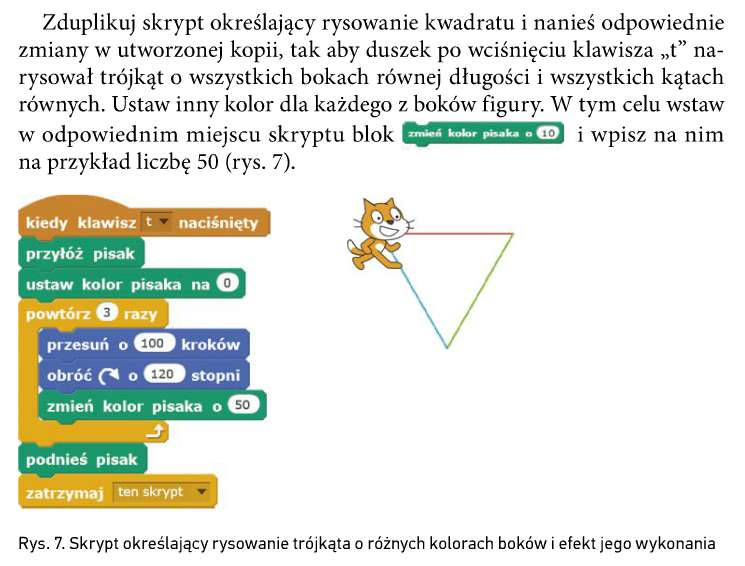 Zduplikuj skrypt określający rysowanie kwadratu i nanieś odpowiednie
zmiany w utworzonej kopii, tak aby duszek po wciśnięciu klawisza „t” na-
rysował trójkąt o wszystkich bokach równej długości i wszystkich kątach
równych. Ustaw inny kolor dla każdego z boków figury. W tym celu wstaw
w odpowiednim miejscu skryptu blok zmień kolor pisaka o 10 i wpisz na nim
na przykład liczbę 50 (rys. 7).
kiedy klawisz t naciśnięty
przyłóż pisak
ustaw kolor pisaka na 0
powtórz 3 razy
przesuń o 100 kroków
obróć o 120 stopni
zmień kolor pisaka o 50
podnieś pisak
zatrzymaj ten skrypt
Rys. 7. Skrypt określający rysowanie trójkąta o różnych kolorach boków i efekt jego wykonania